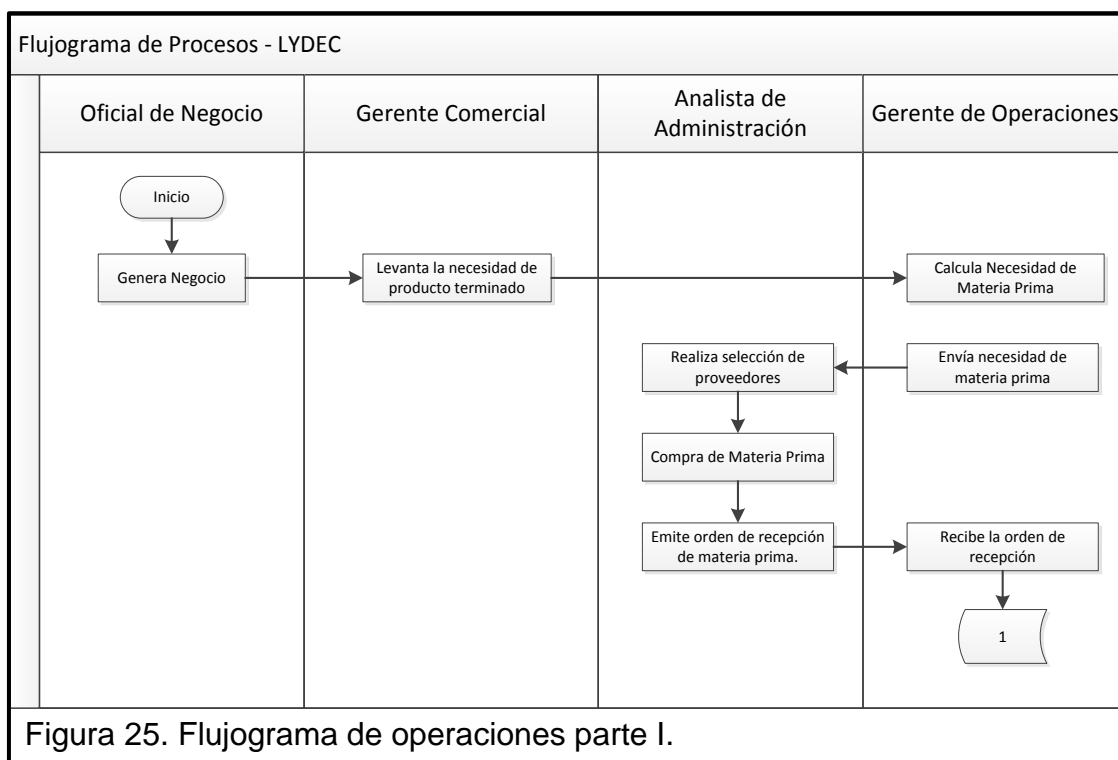 Flujograma de Procesos - LYDEC
Oficial de Negocio
Gerente Comercial
Analista de
Administración
Gerente de Operaciones
Inicio
Genera Negocio
Levanta la necesidad de
producto terminado
Calcula Necesidad de
Materia Prima
Realiza selección de
proveedores
Envía necesidad de
materia prima
Compra de Materia Prima
Emite orden de recepción
de materia prima.
Recibe la orden de
recepción
1
Figura 25. Flujograma de operaciones parte I.